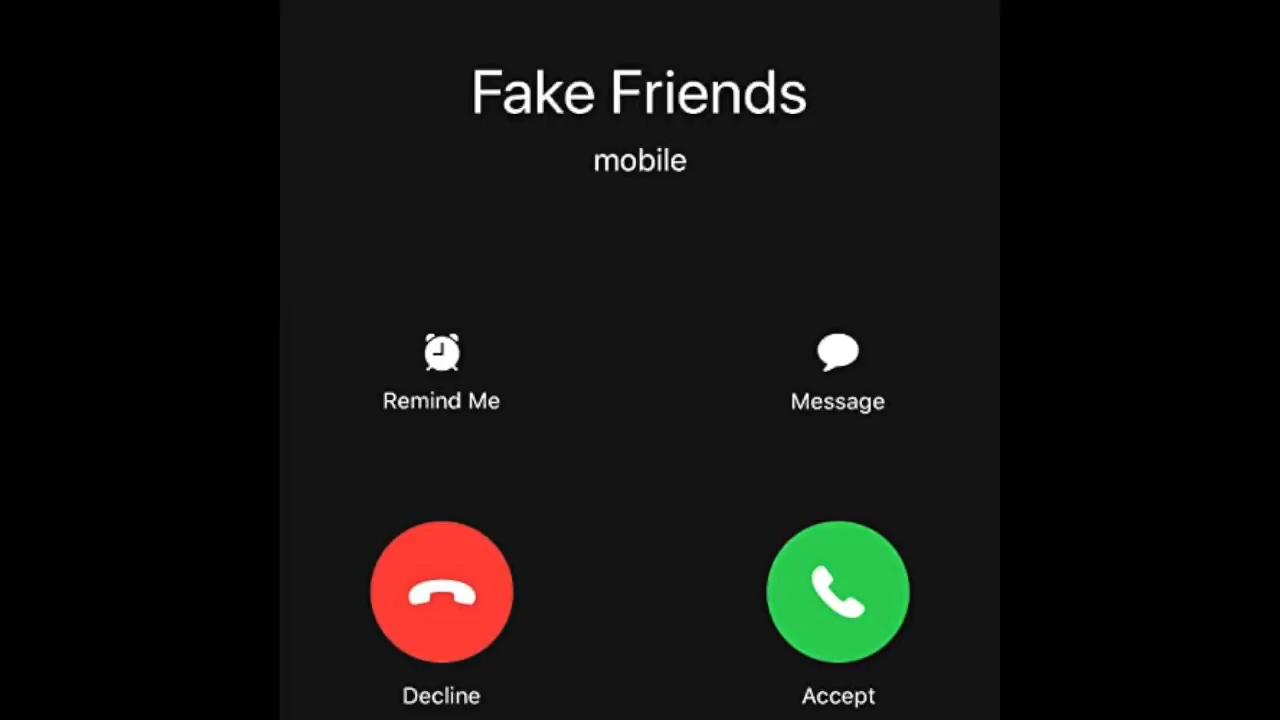 Fake Friends
mobile
Remind Me
Message
Decline
Accept